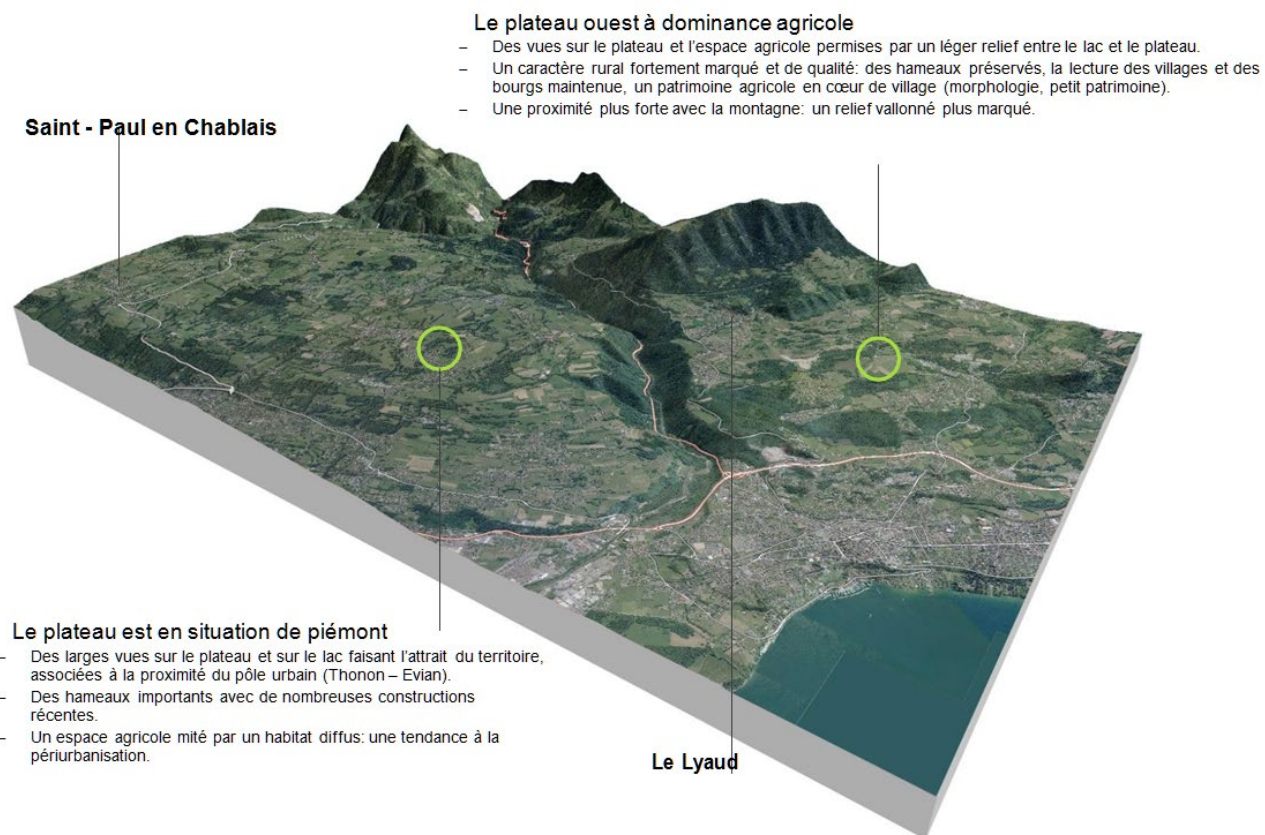 Le plateau ouest à dominance agricole
– Des vues sur le plateau et l'espace agricole permises par un léger relief entre le lac et le plateau.
– Un caractère rural fortement marqué et de qualité: des hameaux préservés, la lecture des villages et des
bourgs maintenue, un patrimoine agricole en cœur de village (morphologie, petit patrimoine).
– Une proximité plus forte avec la montagne: un relief vallonné plus marqué.
Saint - Paul en Chablais
Le plateau est en situation de piémont
– Des larges vues sur le plateau et sur le lac faisant l'attrait du territoire,
associées à la proximité du pôle urbain (Thonon – Evian).
– Des hameaux importants avec de nombreuses constructions
récentes.
– Un espace agricole mité par un habitat diffus: une tendance à la
périurbanisation.
Le Lyaud